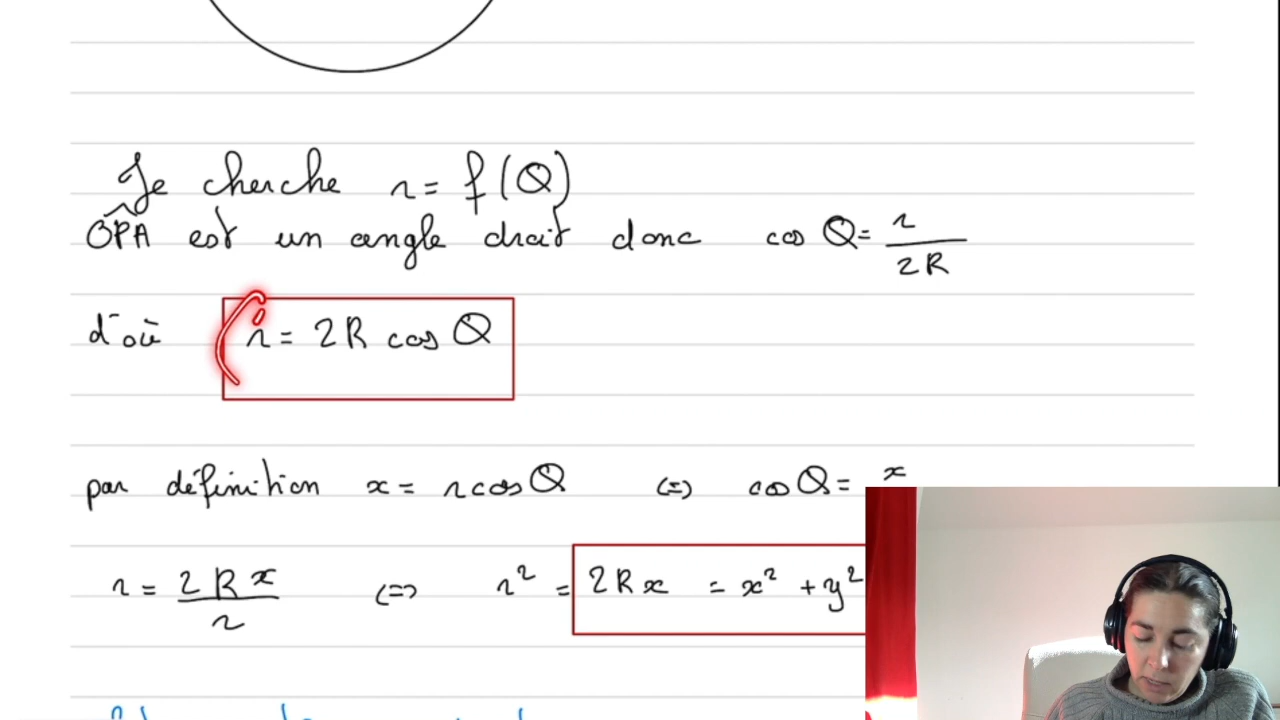 Je cherche r = f(θ)
OPA est un angle droit donc cos θ = r / 2R
d'où r = 2R cos θ
par définition x = r cos θ (=) cos θ = x
r = 2Rx / r <=> r² = 2Rx = x² + y²